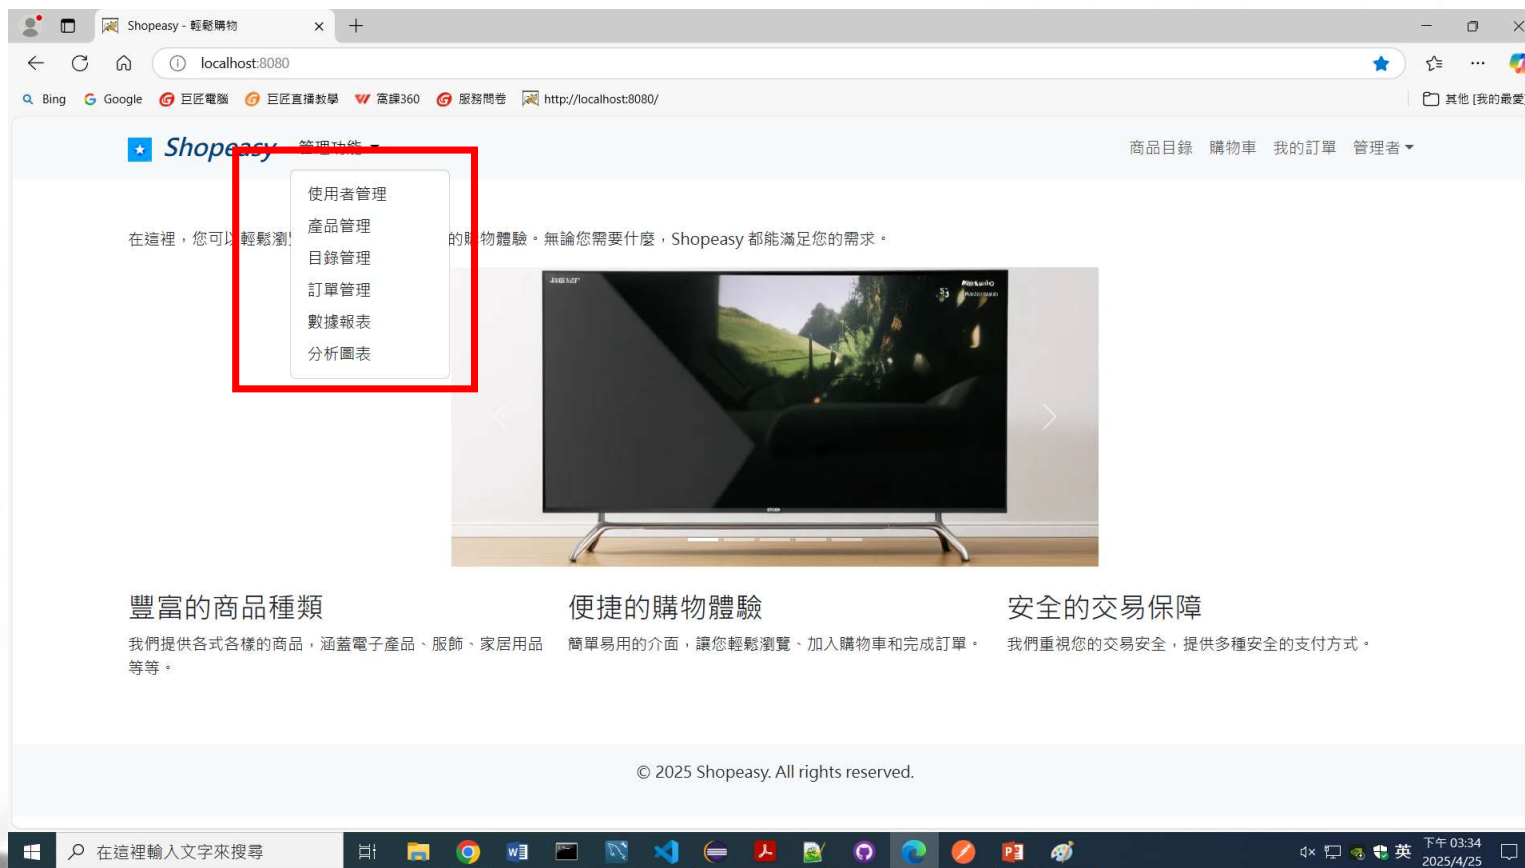 Shopeasy - 輕鬆購物
localhost:8080
Bing Google 巨匠電腦 巨匠直播教學 富課360 服務問卷 http://localhost:8080/ 其他 [我的最愛]
Shopeasy 管理功能 商品目錄 購物車 我的訂單 管理者
使用者管理
產品管理
在這裡，您可以輕鬆瀏 的購物體驗。無論您需要什麼，Shopeasy 都能滿足您的需求。
目錄管理
訂單管理
數據報表
分析圖表
豐富的商品種類
我們提供各式各樣的商品，涵蓋電子產品、服飾、家居用品
等等。
便捷的購物體驗
簡單易用的介面，讓您輕鬆瀏覽、加入購物車和完成訂單。
安全的交易保障
我們重視您的交易安全，提供多種安全的支付方式。
© 2025 Shopeasy. All rights reserved.
在這裡輸入文字來搜尋
英
下午 03:34
2025/4/25